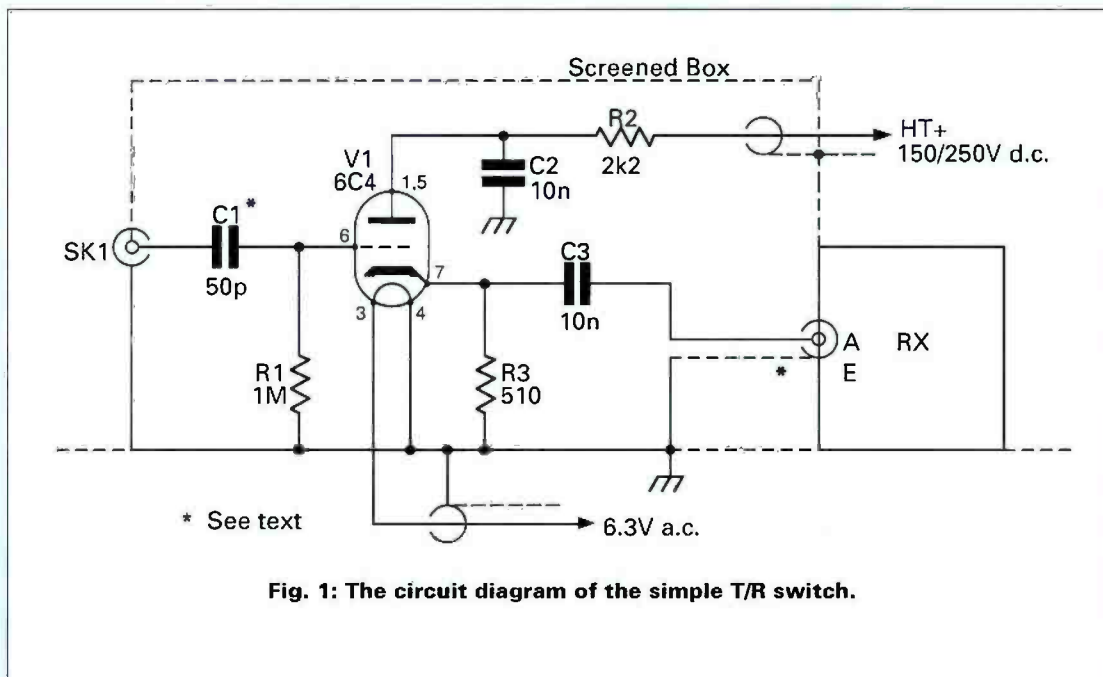 Screened Box
R2
2k2
HT+
150/250V d.c.
V1
6C4
1,5
C2
10n
C1*
50p
SK1
6
7
3
4
C3
10n
R1
1M
R3
510
A
E
RX
*
* See text
6.3V a.c.
Fig. 1: The circuit diagram of the simple T/R switch.